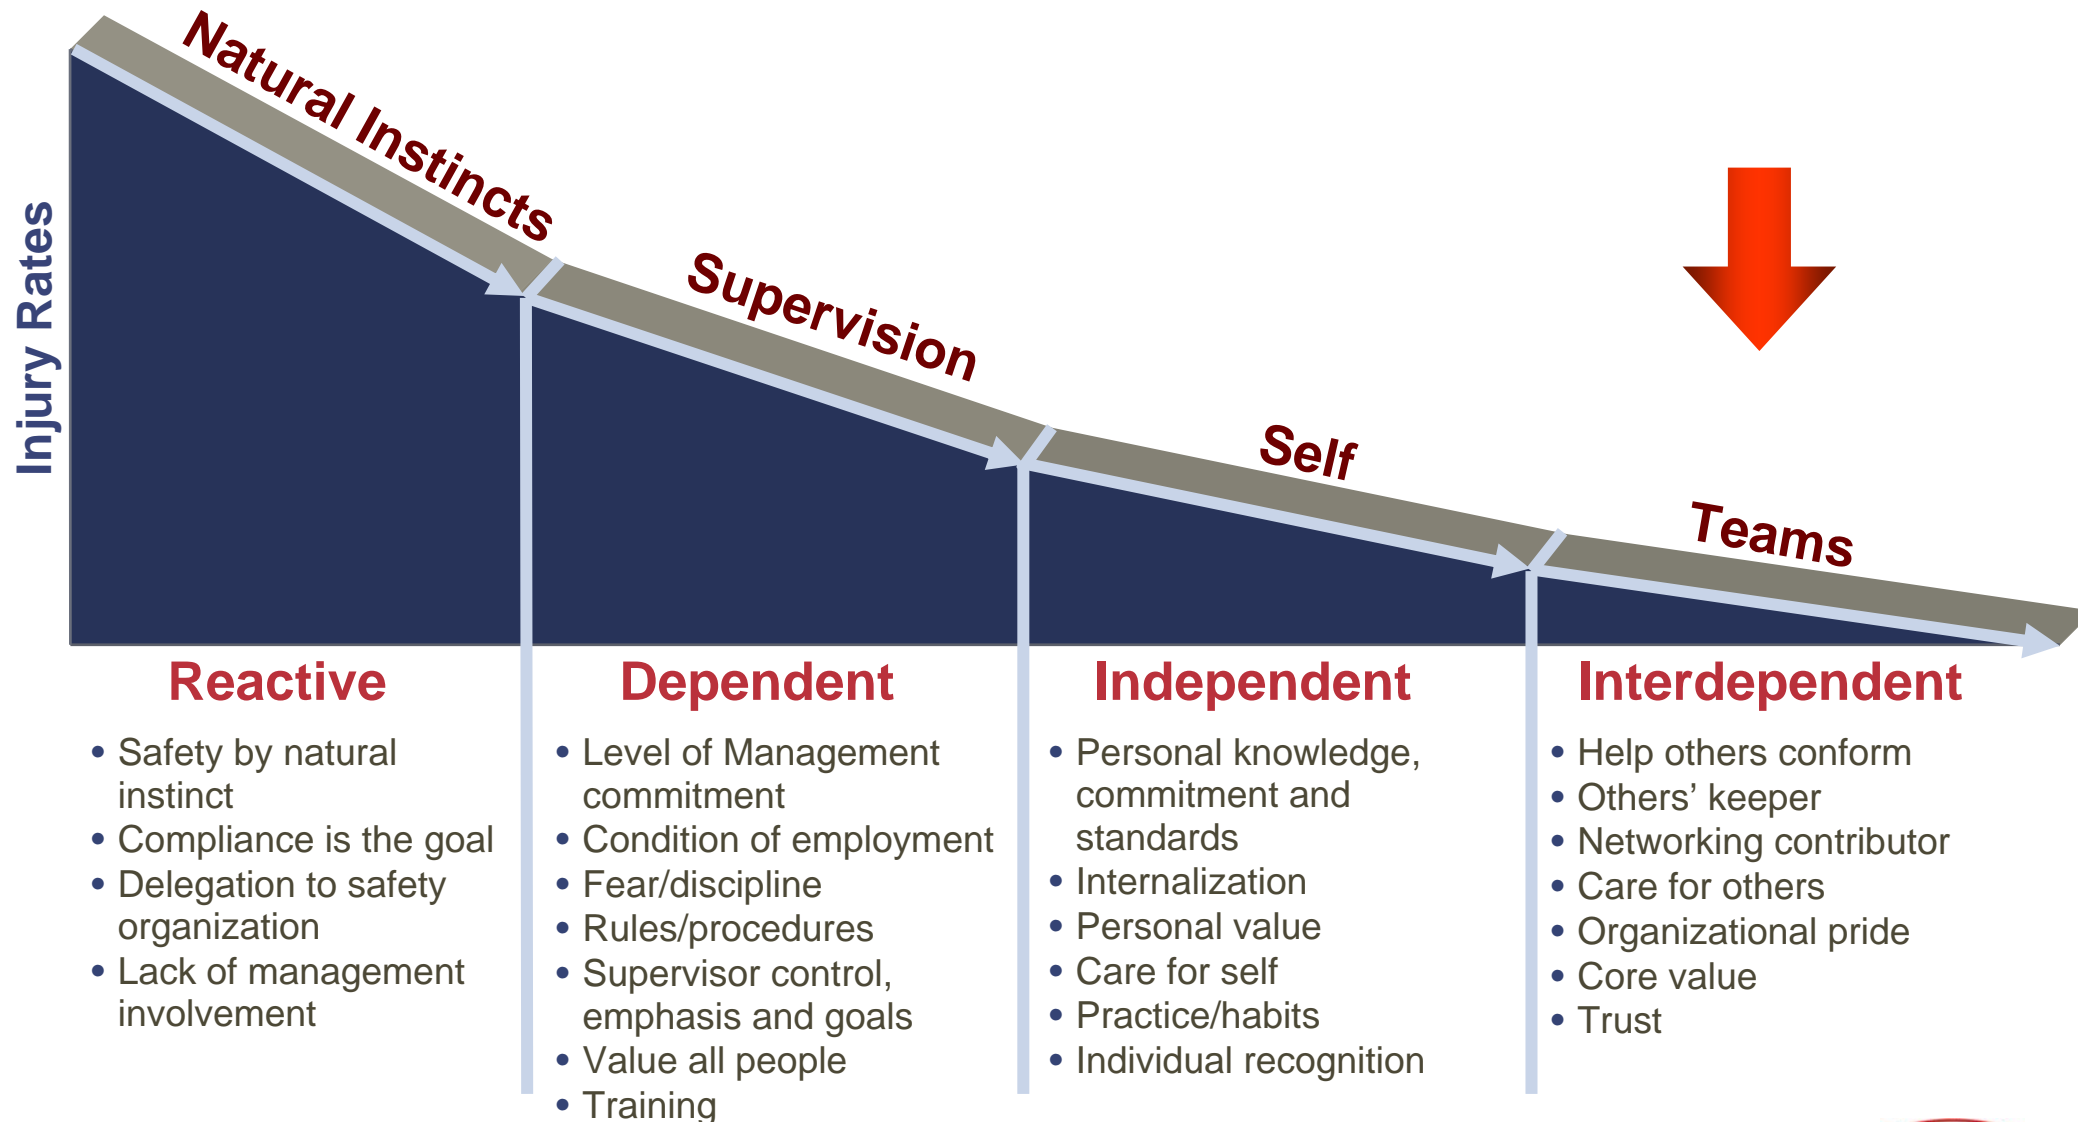 Natural Instincts
Supervision
Self
Teams
Injury Rates
Reactive
• Safety by natural
instinct
• Compliance is the goal
• Delegation to safety
organization
• Lack of management
involvement
Dependent
• Level of Management
commitment
• Condition of employment
• Fear/discipline
• Rules/procedures
• Supervisor control,
emphasis and goals
• Value all people
• Training
Independent
• Personal knowledge,
commitment and
standards
• Internalization
• Personal value
• Care for self
• Practice/habits
• Individual recognition
Interdependent
• Help others conform
• Others’ keeper
• Networking contributor
• Care for others
• Organizational pride
• Core value
• Trust